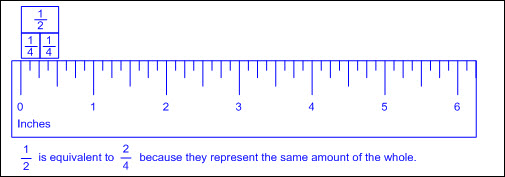 1/2
1/4 1/4
0 1 2 3 4 5 6
Inches
1/2 is equivalent to 2/4 because they represent the same amount of the whole.